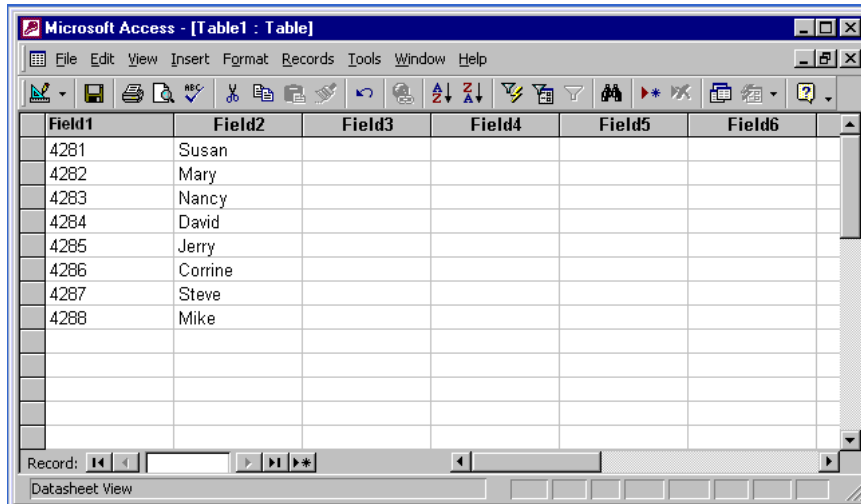 Microsoft Access - [Table1 : Table]
File Edit View Insert Format Records Tools Window Help
ABC A Z Z A ?
Field1 Field2 Field3 Field4 Field5 Field6
4281 Susan
4282 Mary
4283 Nancy
4284 David
4285 Jerry
4286 Corrine
4287 Steve
4288 Mike
Record:
Datasheet View